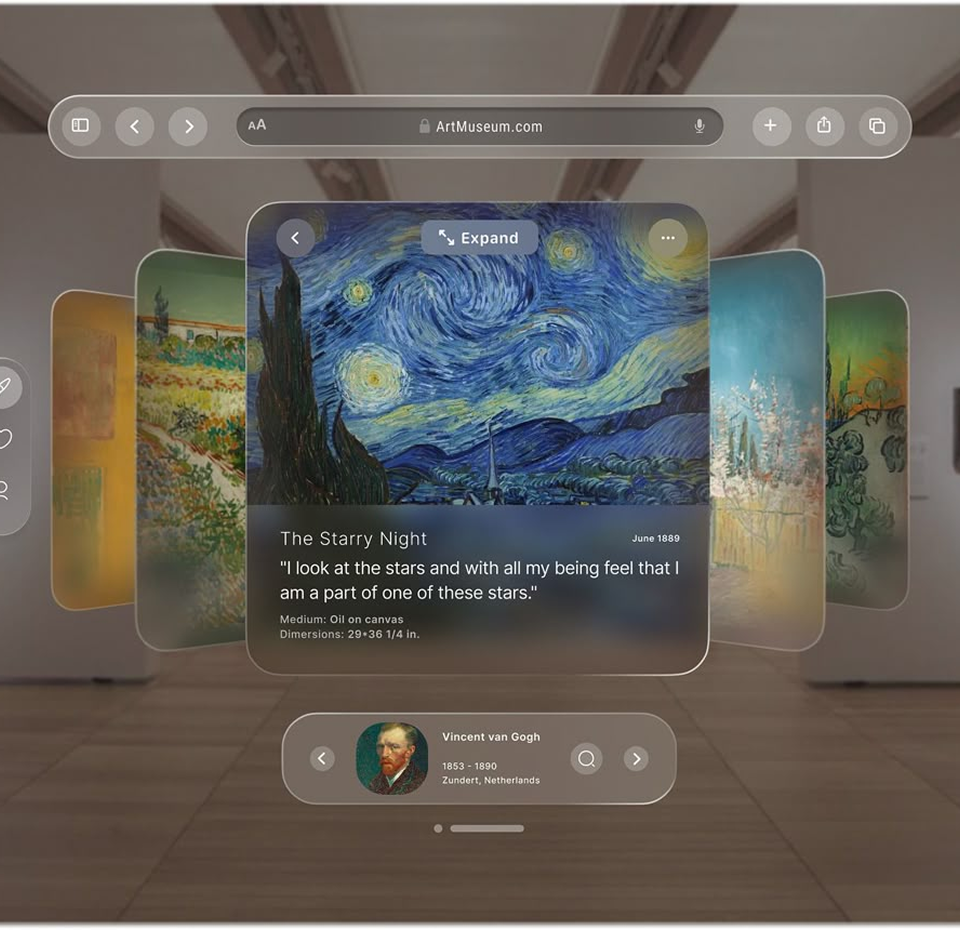 AA
ArtMuseum.com
Expand
The Starry Night
June 1889
"I look at the stars and with all my being feel that I
am a part of one of these stars."
Medium: Oil on canvas
Dimensions: 29*36 1/4 in.
Vincent van Gogh
1853 - 1890
Zundert, Netherlands